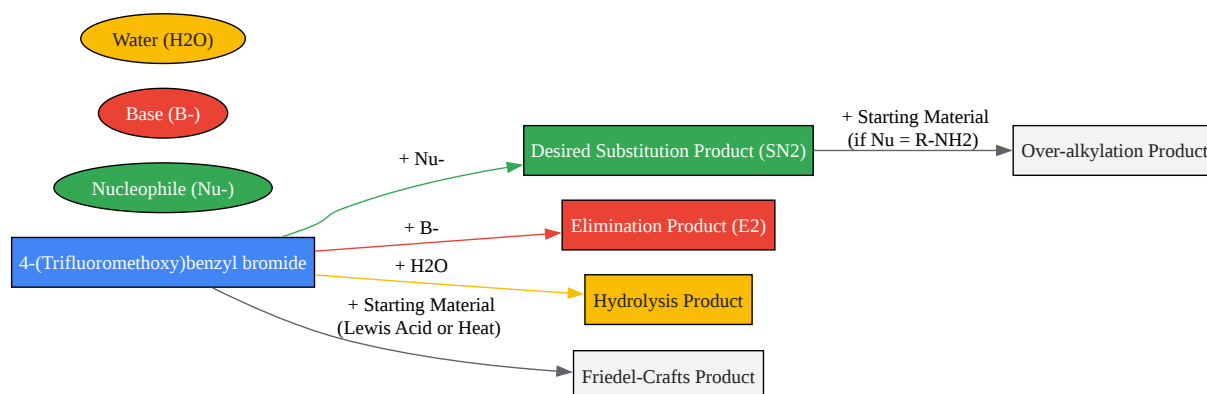 Water (H2O)
Base (B-)
Nucleophile (Nu-)
4-(Trifluoromethoxy)benzyl bromide
+ Nu-
+ B-
+ H2O
+ Starting Material
(Lewis Acid or Heat)
Desired Substitution Product (SN2)
Elimination Product (E2)
Hydrolysis Product
Friedel-Crafts Product
+ Starting Material
(if Nu = R-NH2)
Over-alkylation Product